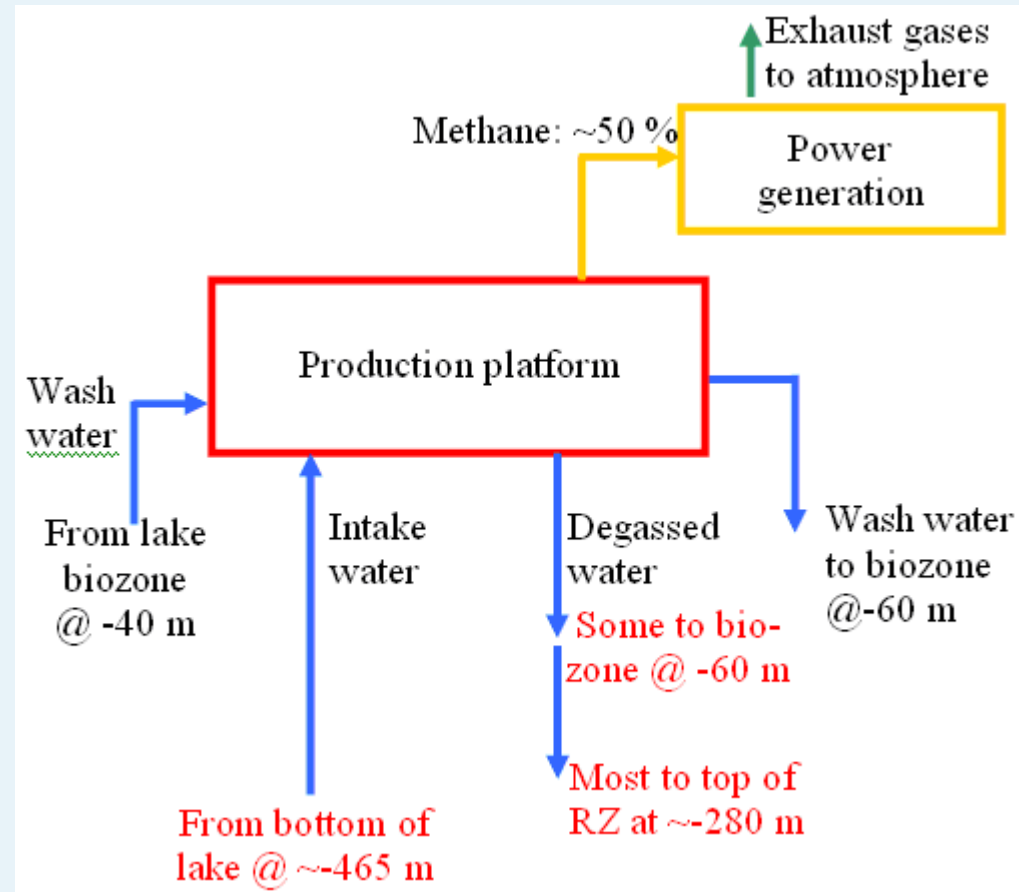 Exhaust gases
to atmosphere
Methane: ~50 %
Power
generation
Production platform
Wash
water
From lake
biozone
@ -40 m
Intake
water
Degassed
water
Wash water
to biozone
@-60 m
Some to bio-
zone @ -60 m
Most to top of
RZ at ~-280 m
From bottom of
lake @ ~-465 m